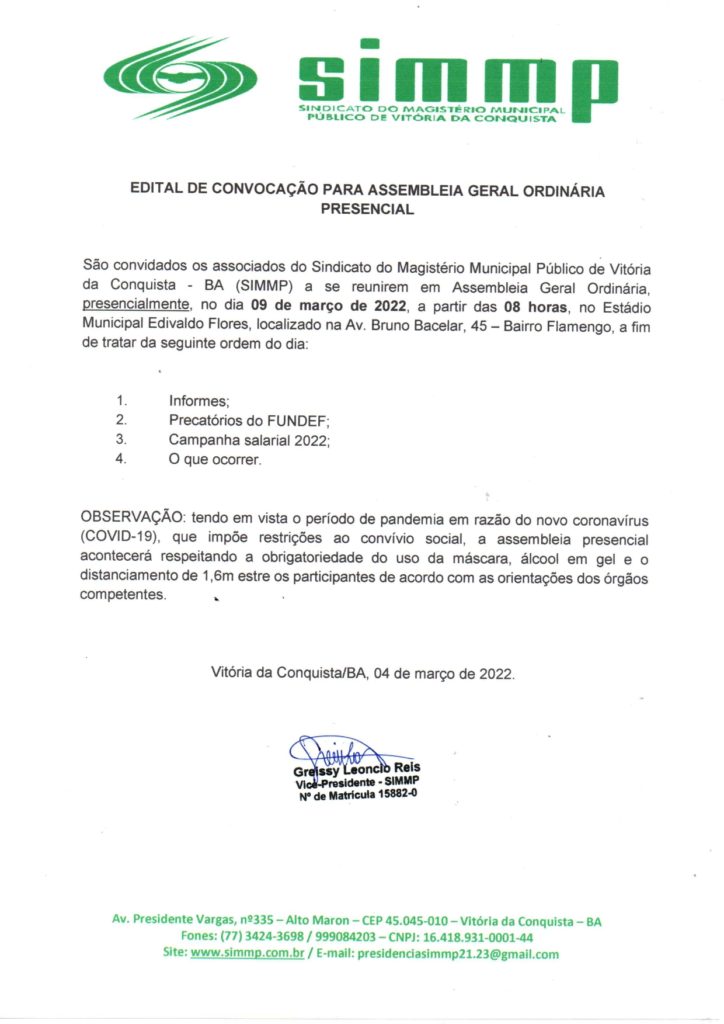 simmp
SINDICATO DO MAGISTÉRIO MUNICIPAL
PÚBLICO DE VITÓRIA DA CONQUISTA
EDITAL DE CONVOCAÇÃO PARA ASSEMBLEIA GERAL ORDINÁRIA
PRESENCIAL
São convidados os associados do Sindicato do Magistério Municipal Público de Vitória
da Conquista - BA (SIMMP) a se reunirem em Assembleia Geral Ordinária,
presencialmente, no dia 09 de março de 2022, a partir das 08 horas, no Estádio
Municipal Edivaldo Flores, localizado na Av. Bruno Bacelar, 45 – Bairro Flamengo, a fim
de tratar da seguinte ordem do dia:
1. Informes;
2. Precatórios do FUNDEF;
3. Campanha salarial 2022;
4. O que ocorrer.
OBSERVAÇÃO: tendo em vista o período de pandemia em razão do novo coronavírus
(COVID-19), que impõe restrições ao convívio social, a assembleia presencial
acontecerá respeitando a obrigatoriedade do uso da máscara, álcool em gel e o
distanciamento de 1,6m estre os participantes de acordo com as orientações dos órgãos
competentes.
Vitória da Conquista/BA, 04 de março de 2022.
Greissy Leoncio Reis
Vice-Presidente - SIMMP
Nº de Matrícula 15882-0
Av. Presidente Vargas, nº335 – Alto Maron – CEP 45.045-010 – Vitória da Conquista – BA
Fones: (77) 3424-3698 / 999084203 – CNPJ: 16.418.931-0001-44
Site: www.simmp.com.br / E-mail: presidenciasimmp21.23@gmail.com